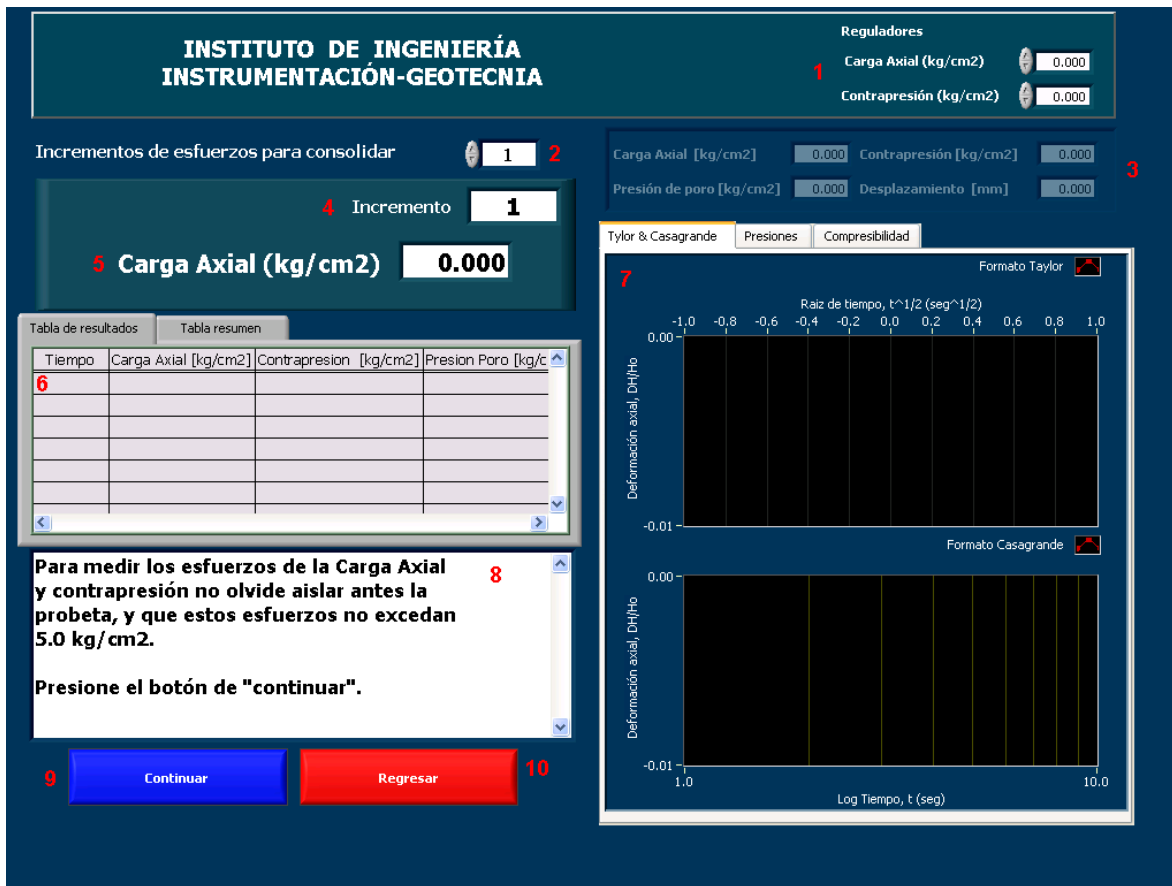 INSTITUTO DE INGENIERÍA
INSTRUMENTACIÓN-GEOTECNIA
Reguladores
1
Carga Axial (kg/cm2) 0.000
Contrapresión (kg/cm2) 0.000
Incrementos de esfuerzos para consolidar 1 2
4 Incremento 1
5 Carga Axial (kg/cm2) 0.000
Carga Axial [kg/cm2] 0.000 Contrapresión [kg/cm2] 0.000
3
Presión de poro [kg/cm2] 0.000 Desplazamiento [mm] 0.000
Tabla de resultados Tabla resumen
Tiempo Carga Axial [kg/cm2] Contrapresion [kg/cm2] Presion Poro [kg/c
6
Para medir los esfuerzos de la Carga Axial
y contrapresión no olvide aislar antes la
probeta, y que estos esfuerzos no excedan
5.0 kg/cm2.
8
Presione el botón de "continuar".
9 Continuar Regresar 10
Tylor & Casagrande Presiones Compresibilidad
7
Formato Taylor
Raiz de tiempo, t^1/2 (seg^1/2)
-1.0 -0.8 -0.6 -0.4 -0.2 0.0 0.2 0.4 0.6 0.8 1.0
0.00
Deformación axial, DH/Ho
-0.01
Formato Casagrande
0.00
Deformación axial, DH/Ho
-0.01
1.0 10.0
Log Tiempo, t (seg)